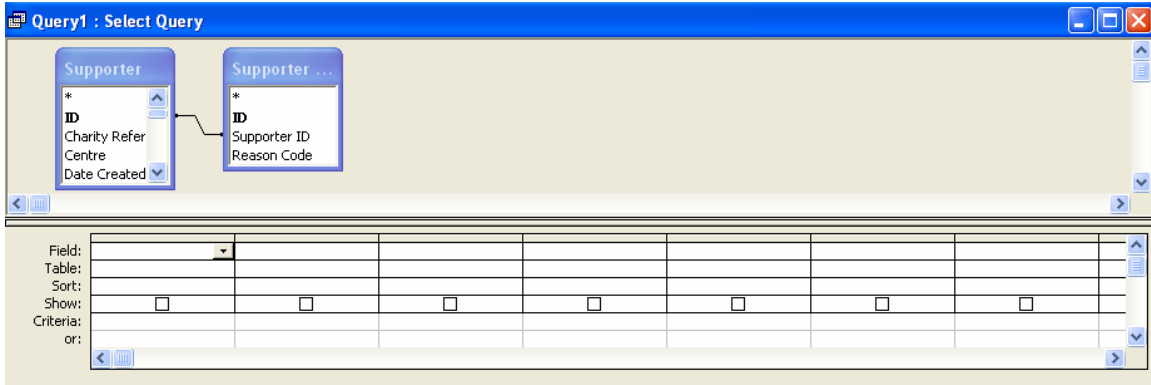 Query1 : Select Query
Supporter
*
ID
Charity Refer
Centre
Date Created
Supporter ...
*
ID
Supporter ID
Reason Code
Field:
Table:
Sort:
Show:
Criteria:
or: